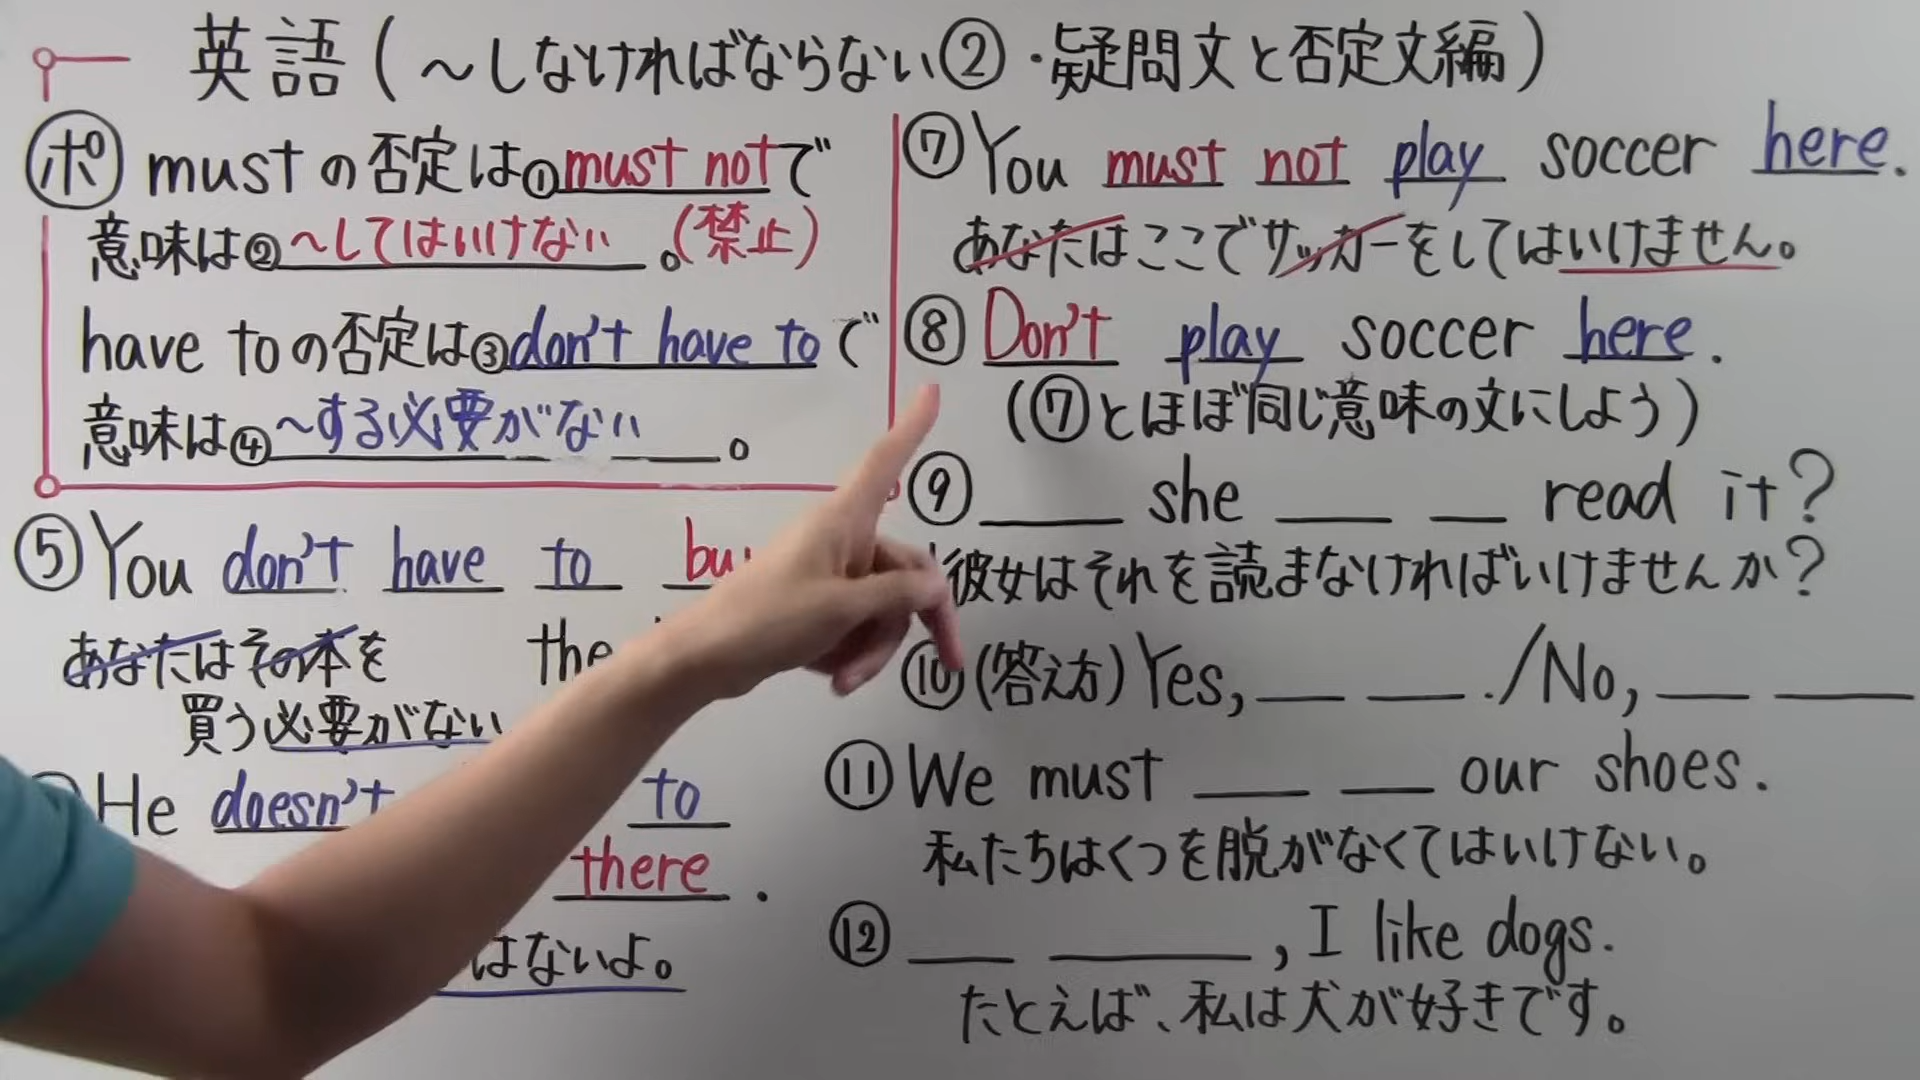 英語(～しなければならない②・疑問文と否定文編)
ポ mustの否定は①must notで
意味は②～してはいけない。(禁止)
have toの否定は③don't have toで
意味は④～する必要がない。
⑤You don't have to
あなたはその本を the
買う必要がない
He doesn't to
there.
はないよ。
⑦You must not play soccer here.
あなたはここでサッカーをしてはいけません。
⑧Don't play soccer here.
(⑦とほぼ同じ意味の文にしよう)
⑨____ she ____ ___ read it?
彼女はそれを読まなければいけませんか?
⑩(答え方)Yes,___ ____./No,___ ____
⑪We must ____ ___ our shoes.
私たちはくつを脱がなくてはいけない。
⑫____ ______,I like dogs.
たとえば、私は犬が好きです。